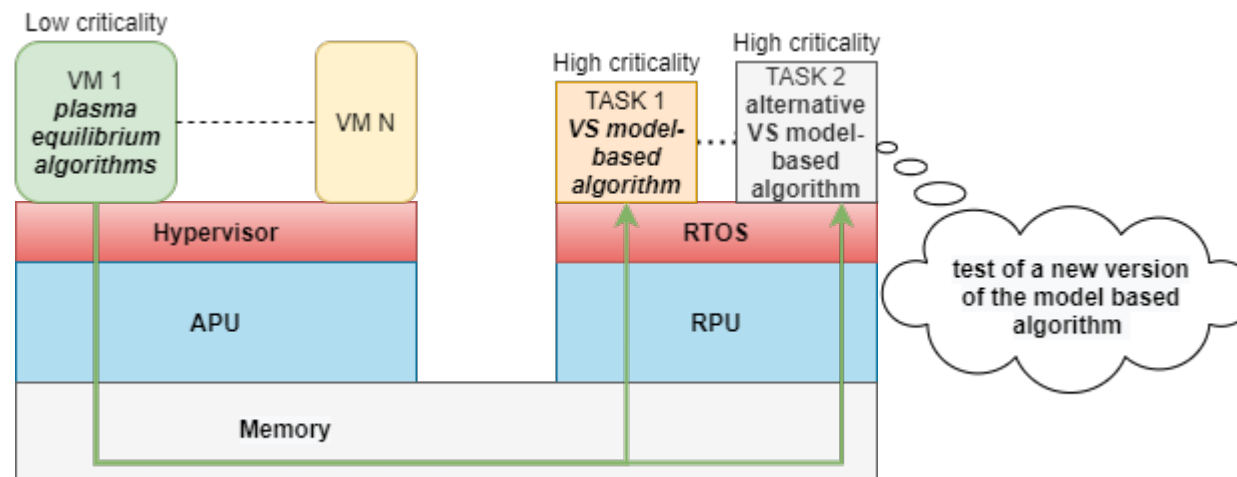 Low criticality
VM 1
plasma
equilibrium
algorithms
VM N
High criticality
TASK 1
VS model-
based
algorithm
High criticality
TASK 2
alternative
VS model-
based
algorithm
Hypervisor
RTOS
APU
RPU
Memory
test of a new version
of the model based
algorithm